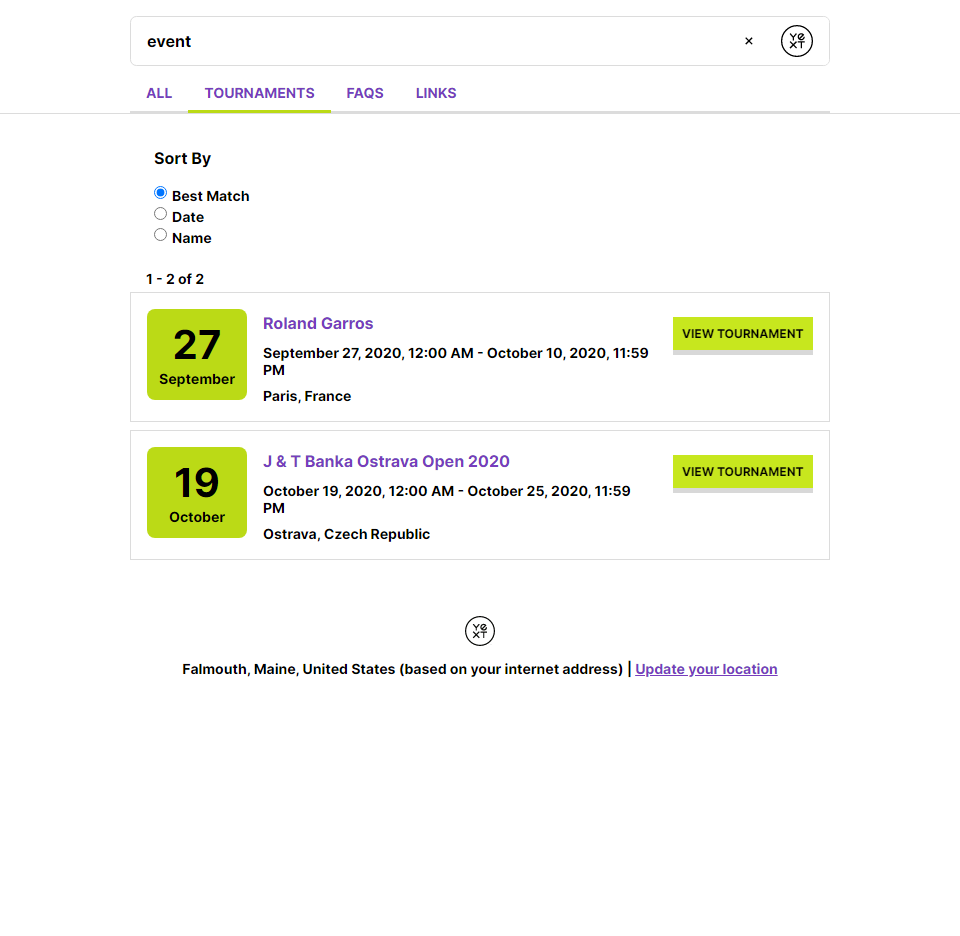 event
×
YEXT
ALL TOURNAMENTS FAQS LINKS
Sort By
Best Match
Date
Name
1 - 2 of 2
27
September
Roland Garros
September 27, 2020, 12:00 AM - October 10, 2020, 11:59
PM
Paris, France
VIEW TOURNAMENT
19
October
J & T Banka Ostrava Open 2020
October 19, 2020, 12:00 AM - October 25, 2020, 11:59
PM
Ostrava, Czech Republic
VIEW TOURNAMENT
YEXT
Falmouth, Maine, United States (based on your internet address) | Update your location